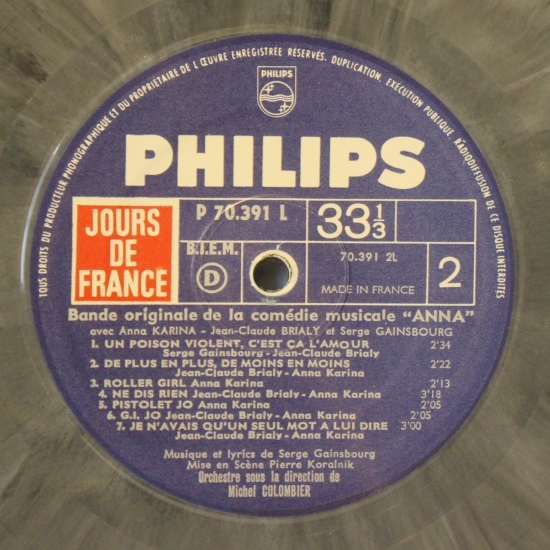 TOUS DROITS DU PRODUCTEUR PHONOGRAPHIQUE ET DU PROPRIÉTAIRE DE L'ŒUVRE ENREGISTRÉE RÉSERVÉS. DUPLICATION, EXÉCUTION PUBLIQUE, RADIODIFFUSION DE CE DISQUE INTERDITES
PHILIPS
PHILIPS
JOURS
DE
FRANCE
P 70.391 L
33 1/3
B.I.E.M.
D
70.391 2L
MADE IN FRANCE
2
Bande originale de la comédie musicale "ANNA"
avec Anna KARINA - Jean-Claude BRIALY et Serge GAINSBOURG
1. UN POISON VIOLENT, C'EST ÇA L'AMOUR 2'34
Serge Gainsbourg - Jean-Claude Brialy
2. DE PLUS EN PLUS, DE MOINS EN MOINS 2'22
Jean-Claude Brialy - Anna Karina
3. ROLLER GIRL Anna Karina 2'13
4. NE DIS RIEN Jean-Claude Brialy - Anna Karina 3'18
5. PISTOLET JO Anna Karina 2'05
6. G.I. JO Jean-Claude Brialy - Anna Karina 2'05
7. JE N'AVAIS QU'UN SEUL MOT A LUI DIRE 3'00
Jean-Claude Brialy - Anna Karina
Musique et lyrics de Serge Gainsbourg
Mise en Scène Pierre Koralnik
Orchestre sous la direction de
Michel COLOMBIER